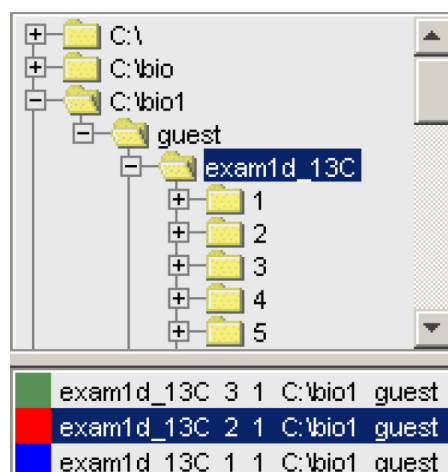 C:\
C:\bio
C:\bio1
guest
exam1d_13C
1
2
3
4
5
exam1d_13C 3 1 C:\bio1 guest
exam1d_13C 2 1 C:\bio1 guest
exam1d_13C 1 1 C:\bio1 guest